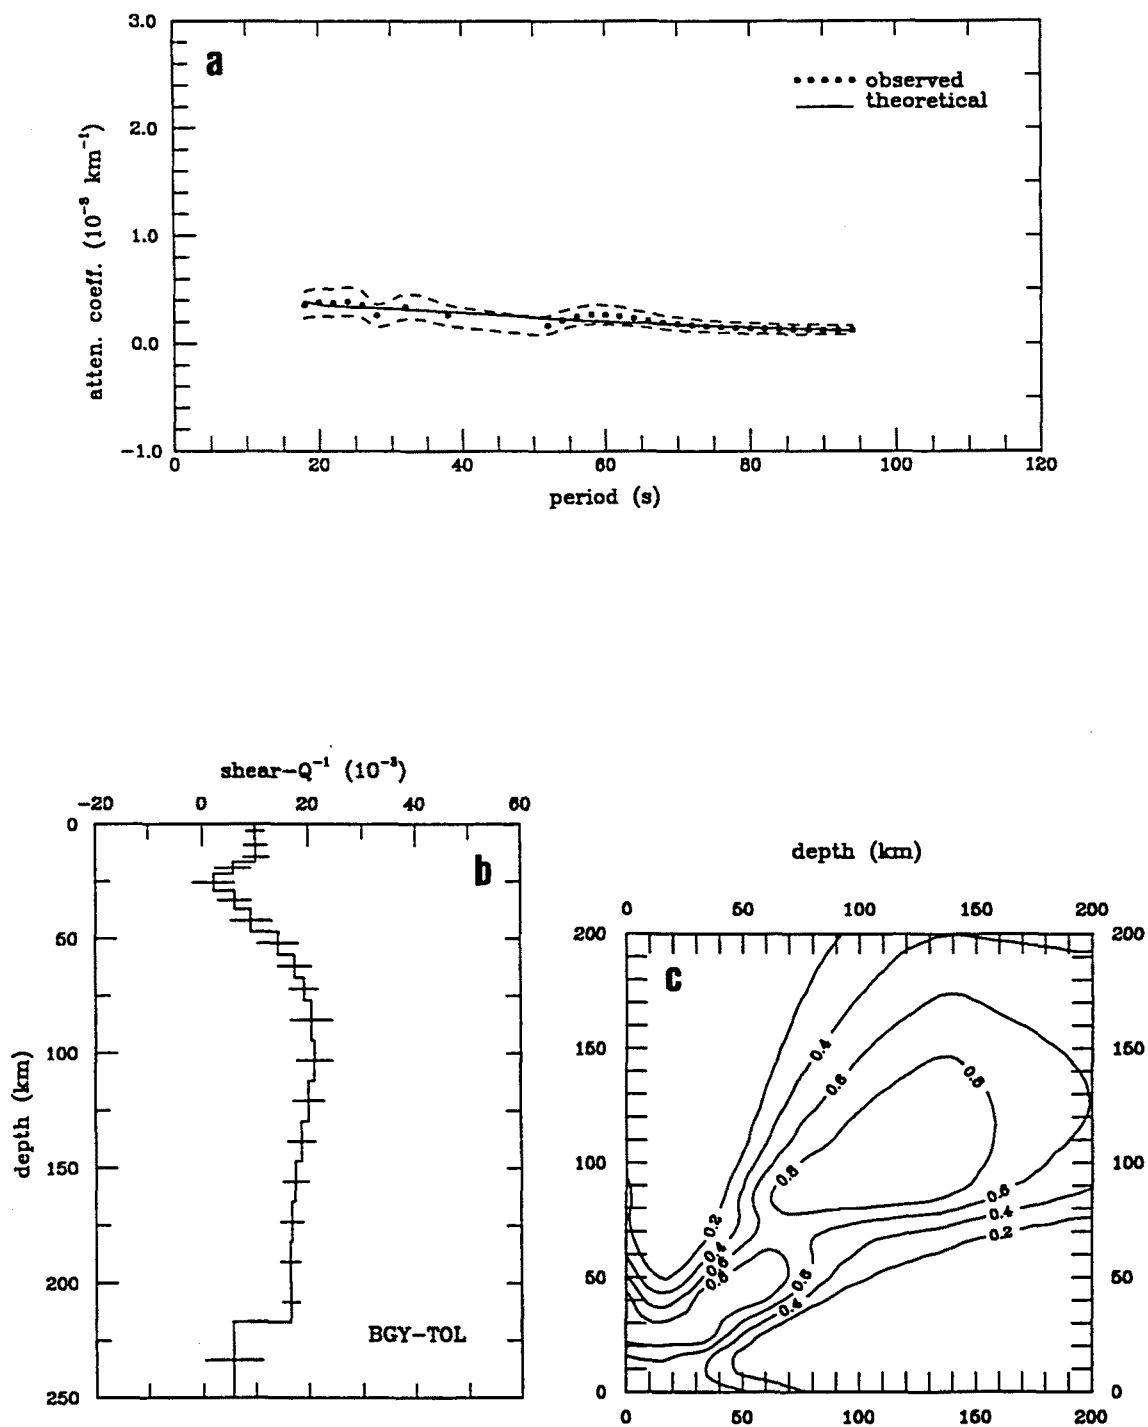 3.0
a
observed
theoretical
2.0
1.0
0.0
-1.0
atten. coeff. (10⁻³ km⁻¹)
0 20 40 60 80 100 120
period (s)
shear-Q⁻¹ (10⁻³)
-20 0 20 40 60
0
50
100
150
200
250
depth (km)
b
BGY-TOL
depth (km)
0 50 100 150 200
200 200
150 150
100 100
50 50
0 0
c
0.4
0.6
0.8
0.8
0.2
0.4
0.6
0.8
0.6
0.4
0.2
0.6
0.4
0 50 100 150 200